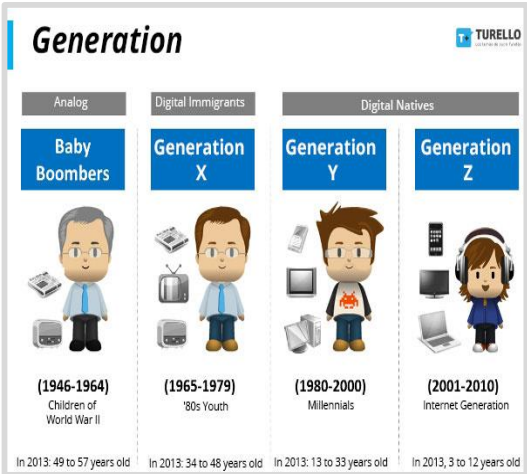 Generation
TURELLO
Analog
Digital Immigrants
Digital Natives
Baby
Boombers
Generation
X
Generation
Y
Generation
Z
(1946-1964)
Children of
World War II
(1965-1979)
'80s Youth
(1980-2000)
Millennials
(2001-2010)
Internet Generation
In 2013: 49 to 57 years old
In 2013: 34 to 48 years old
In 2013: 13 to 33 years old
In 2013, 3 to 12 years old